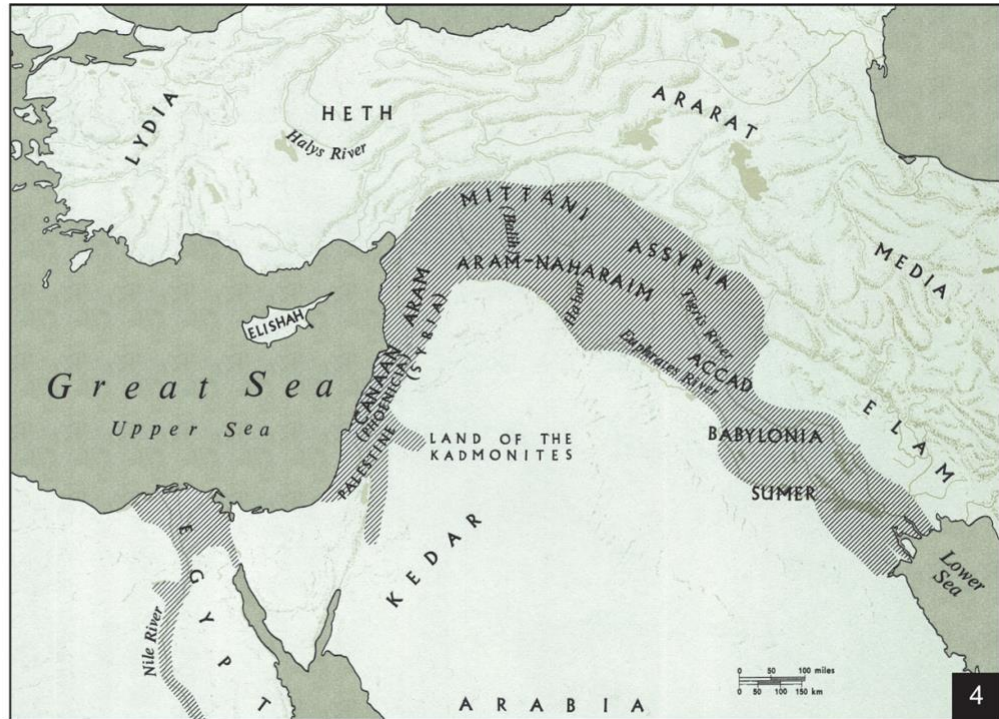 LYDIA
HETH
Halys River
ARARAT
MITTANI
(Balih)
ASSYRIA
MEDIA
ARAM-NAHARAIM
ARAM
(SYRIA)
Habor
Tigris River
ELISHAH
Euphrates River
ACCAD
CANAAN
(PHOENICIA)
Great Sea
Upper Sea
ELAM
BABYLONIA
LAND OF THE
KADMONITES
PALESTINE
SUMER
EGYPT
KEDAR
Lower
Sea
Nile River
0 50 100 miles
0 50 100 150 km
ARABIA
4